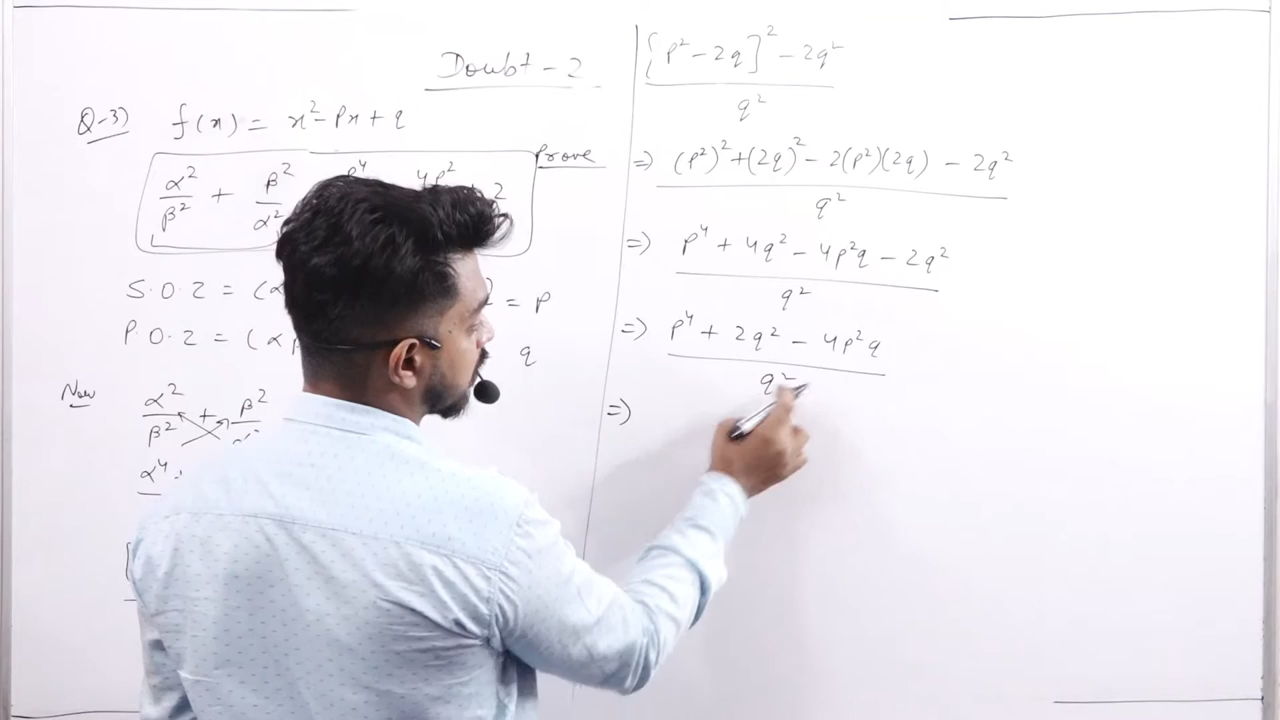 Doubt - 2
Q-3) f(x) = x² - Px + q
α²/β² + β²/α² P⁴ 4P² 2 Prove
S.O.Z = (α = P
P.O.Z = (α q
Now α²/β² + β²
α⁴
{P² - 2q]² - 2q² / q²
=> (P²)² + (2q)² - 2(P²)(2q) - 2q² / q²
=> P⁴ + 4q² - 4P²q - 2q² / q²
=> P⁴ + 2q² - 4P²q / q²
=>